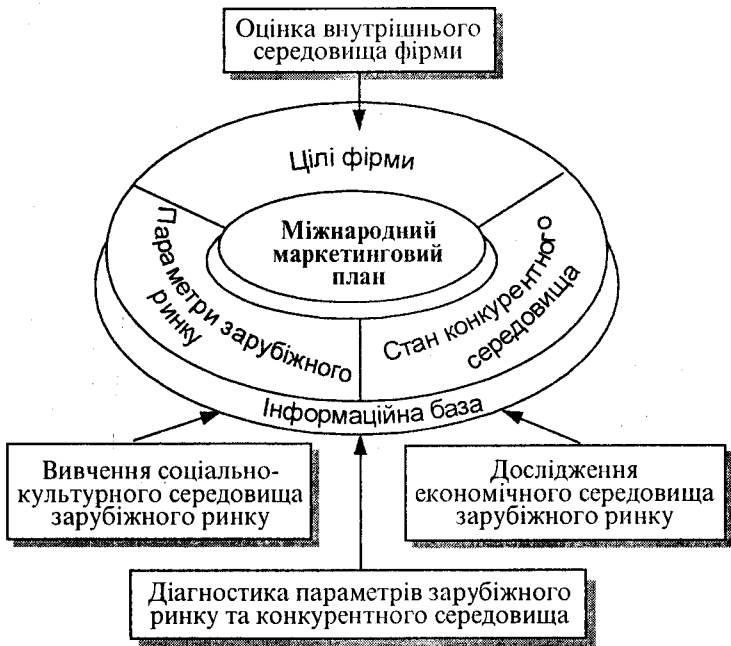 Оцінка внутрішнього
середовища фірми
Цілі фірми
Міжнародний
маркетинговий
план
Параметри зарубіжного
ринку
Стан конкурентного
середовища
Інформаційна база
Вивчення соціально-
культурного середовища
зарубіжного ринку
Дослідження
економічного середовища
зарубіжного ринку
Діагностика параметрів зарубіжного
ринку та конкурентного середовища